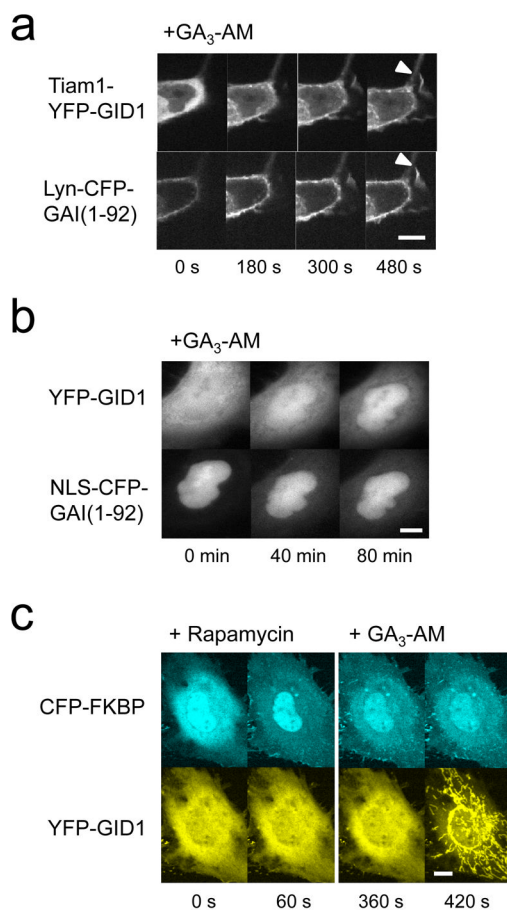 a
+GA₃-AM
Tiam1-
YFP-GID1
Lyn-CFP-
GAI(1-92)
0 s 180 s 300 s 480 s
b
+GA₃-AM
YFP-GID1
NLS-CFP-
GAI(1-92)
0 min 40 min 80 min
c
+ Rapamycin + GA₃-AM
CFP-FKBP
YFP-GID1
0 s 60 s 360 s 420 s